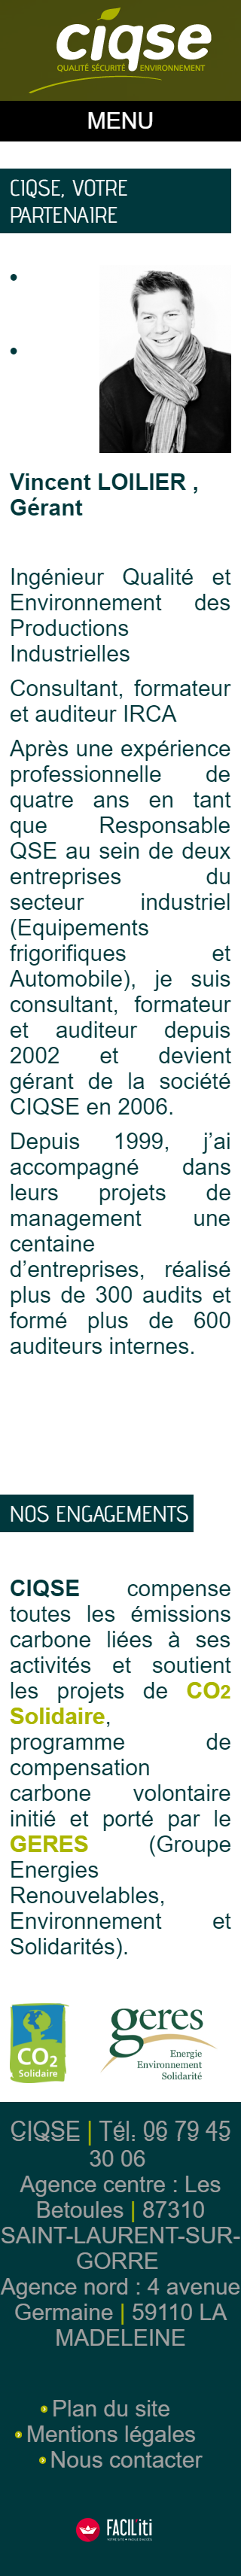 ciqse
QUALITÉ SÉCURITÉ ENVIRONNEMENT
MENU
CIQSE, VOTRE
PARTENAIRE
Vincent LOILIER ,
Gérant
Ingénieur Qualité et
Environnement des
Productions
Industrielles
Consultant, formateur
et auditeur IRCA
Après une expérience
professionnelle de
quatre ans en tant
que Responsable
QSE au sein de deux
entreprises du
secteur industriel
(Equipements
frigorifiques et
Automobile), je suis
consultant, formateur
et auditeur depuis
2002 et devient
gérant de la société
CIQSE en 2006.
Depuis 1999, j’ai
accompagné dans
leurs projets de
management une
centaine
d’entreprises, réalisé
plus de 300 audits et
formé plus de 600
auditeurs internes.
NOS ENGAGEMENTS
CIQSE compense
toutes les émissions
carbone liées à ses
activités et soutient
les projets de CO2
Solidaire,
programme de
compensation
carbone volontaire
initié et porté par le
GERES (Groupe
Energies
Renouvelables,
Environnement et
Solidarités).
CO2
Solidaire
geres
Energie
Environnement
Solidarité
CIQSE | Tél. 06 79 45
30 06
Agence centre : Les
Betoules | 87310
SAINT-LAURENT-SUR-
GORRE
Agence nord : 4 avenue
Germaine | 59110 LA
MADELEINE
Plan du site
Mentions légales
Nous contacter
FACIL'iti